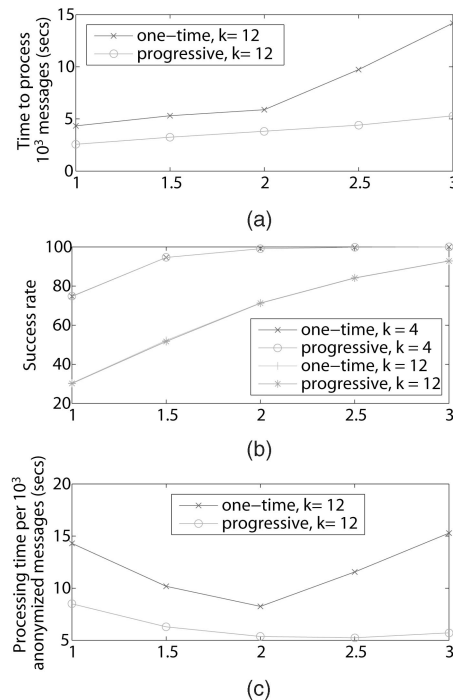 Time to process
10³ messages (secs)
15
10
5
0
one−time, k= 12
progressive, k= 12
1 1.5 2 2.5 3
(a)
Success rate
100
80
60
40
20
one−time, k = 4
progressive, k = 4
one−time, k = 12
progressive, k = 12
1 1.5 2 2.5 3
(b)
Processing time per 10³
anonymized messages (secs)
20
15
10
5
one−time, k= 12
progressive, k= 12
1 1.5 2 2.5 3
(c)